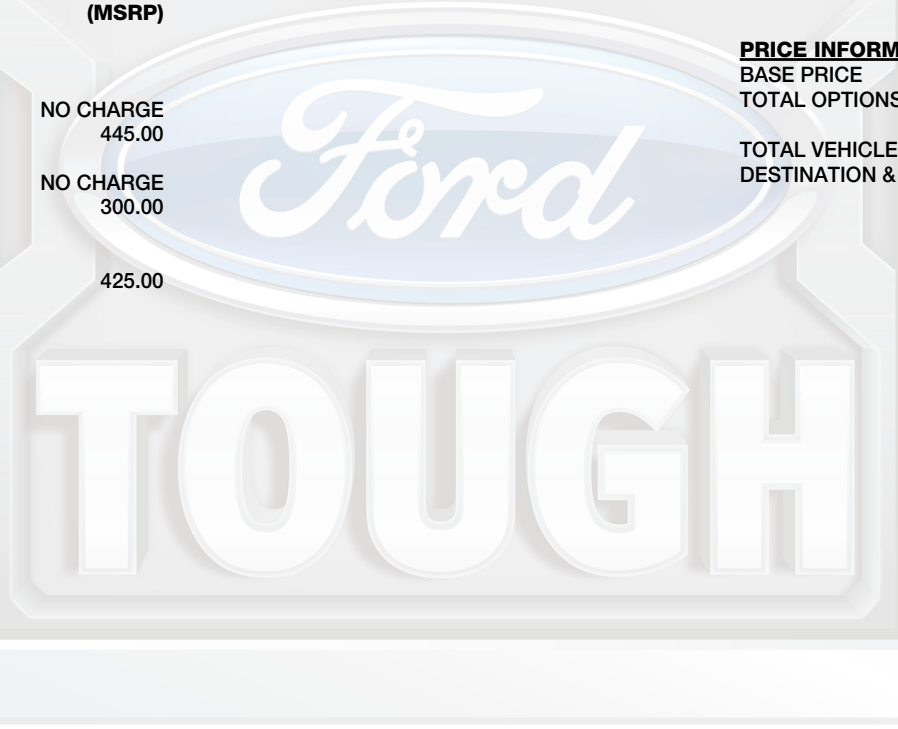 (MSRP)
NO CHARGE
445.00
NO CHARGE
300.00
425.00
PRICE INFORM
BASE PRICE
TOTAL OPTIONS
TOTAL VEHICLE
DESTINATION &
Ford
TOUGH